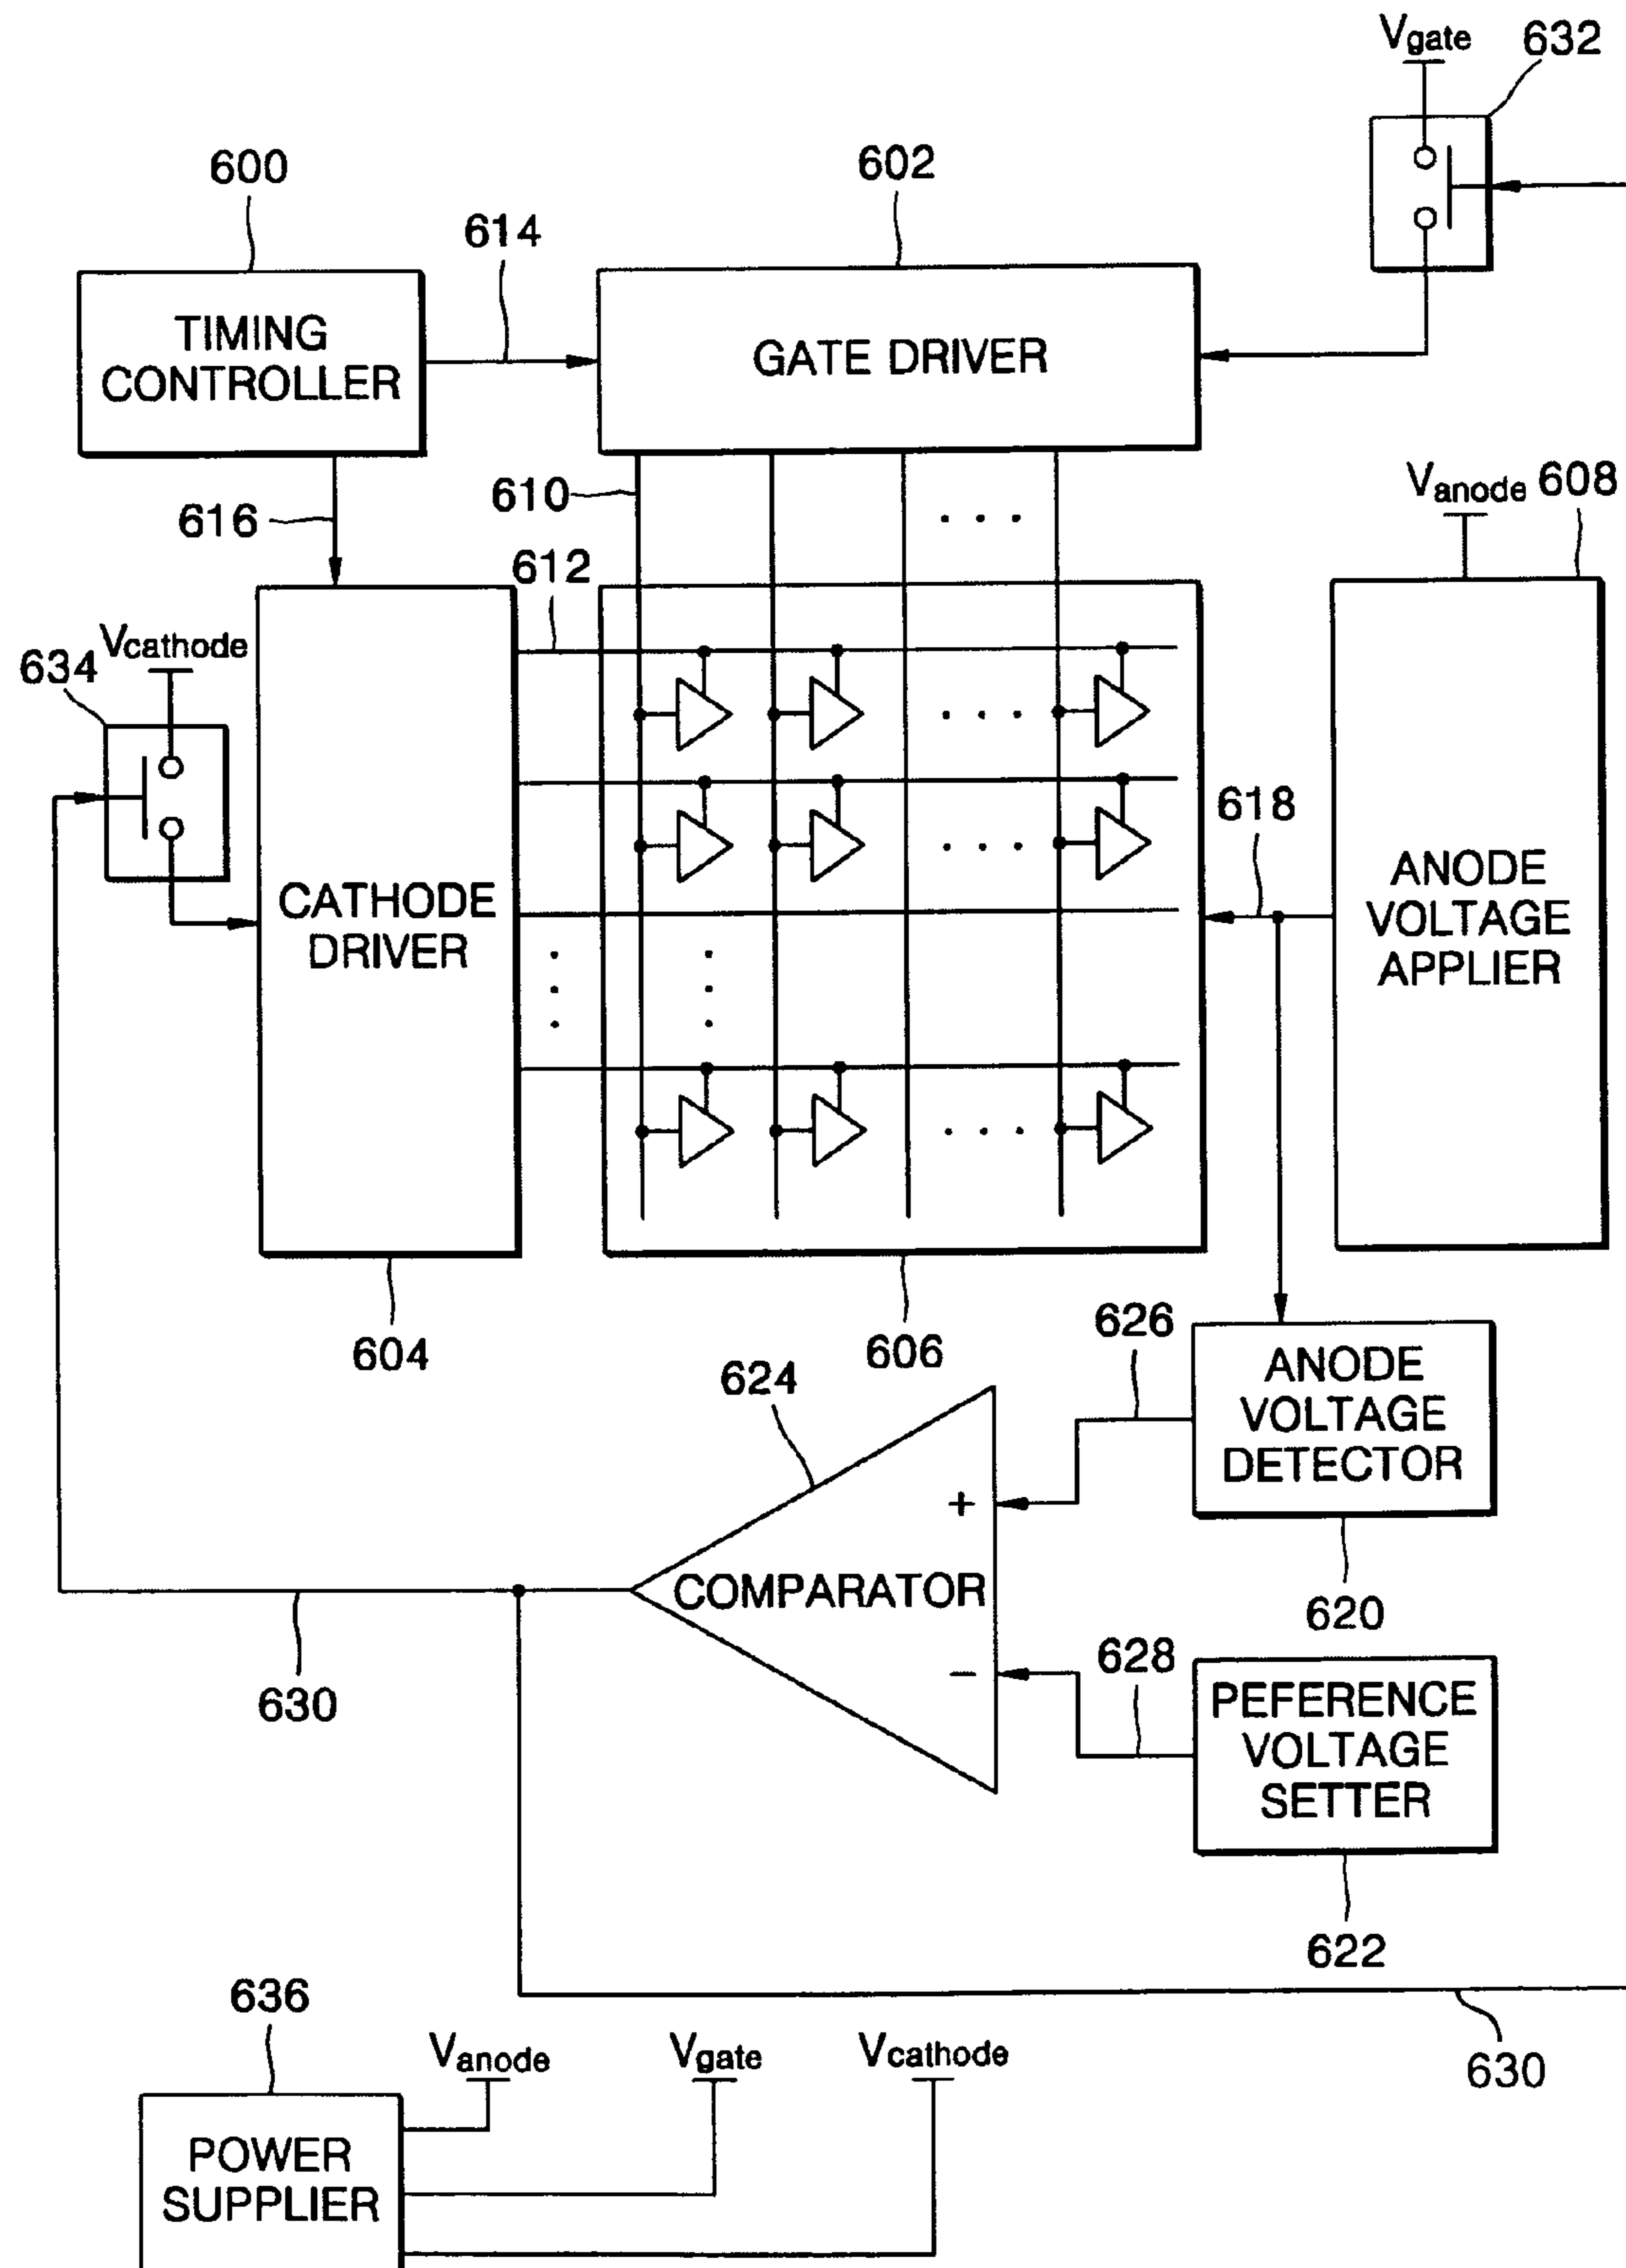 Vgate 632
600
602
614
TIMING
CONTROLLER
GATE DRIVER
610
616
Vanode 608
612
Vcathode
634
618
CATHODE
DRIVER
ANODE
VOLTAGE
APPLIER
. . .
604
606
626
ANODE
VOLTAGE
DETECTOR
624
+
COMPARATOR
620
−
628
PEFERENCE
VOLTAGE
SETTER
630
622
636
Vanode
Vgate
Vcathode
630
POWER
SUPPLIER